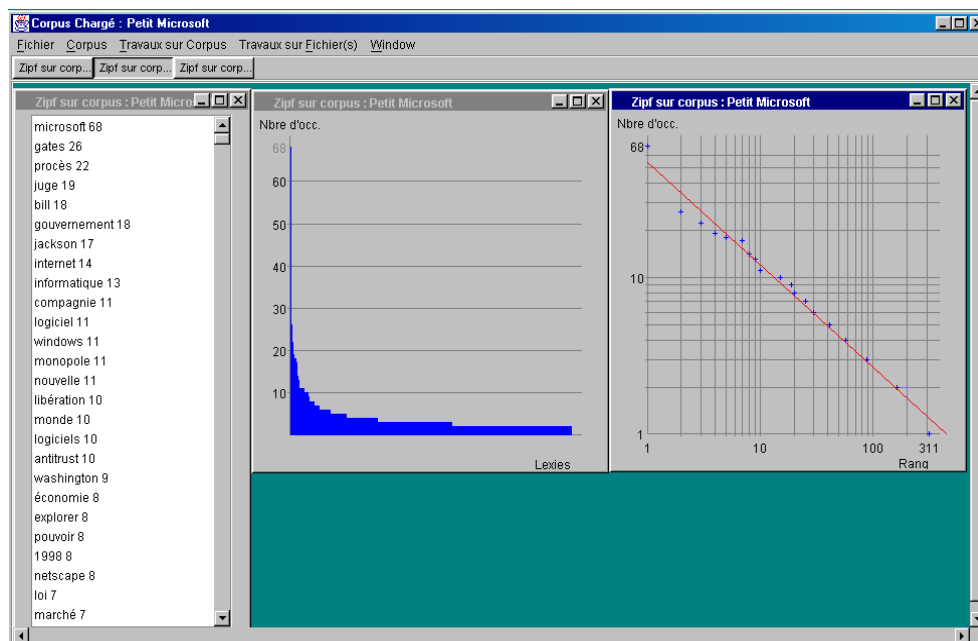 Corpus Chargé : Petit Microsoft
Fichier Corpus Travaux sur Corpus Travaux sur Fichier(s) Window
Zipf sur corp... Zipf sur corp... Zipf sur corp...
Zipf sur corpus : Petit Micro
microsoft 68
gates 26
procès 22
juge 19
bill 18
gouvernement 18
jackson 17
internet 14
informatique 13
compagnie 11
logiciel 11
windows 11
monopole 11
nouvelle 11
libération 10
monde 10
logiciels 10
antitrust 10
washington 9
économie 8
explorer 8
pouvoir 8
1998 8
netscape 8
loi 7
marché 7
Zipf sur corpus : Petit Microsoft
Nbre d'occ.
68
60
50
40
30
20
10
Lexies
Zipf sur corpus : Petit Microsoft
Nbre d'occ.
68
10
1
1 10 100 311
Rang